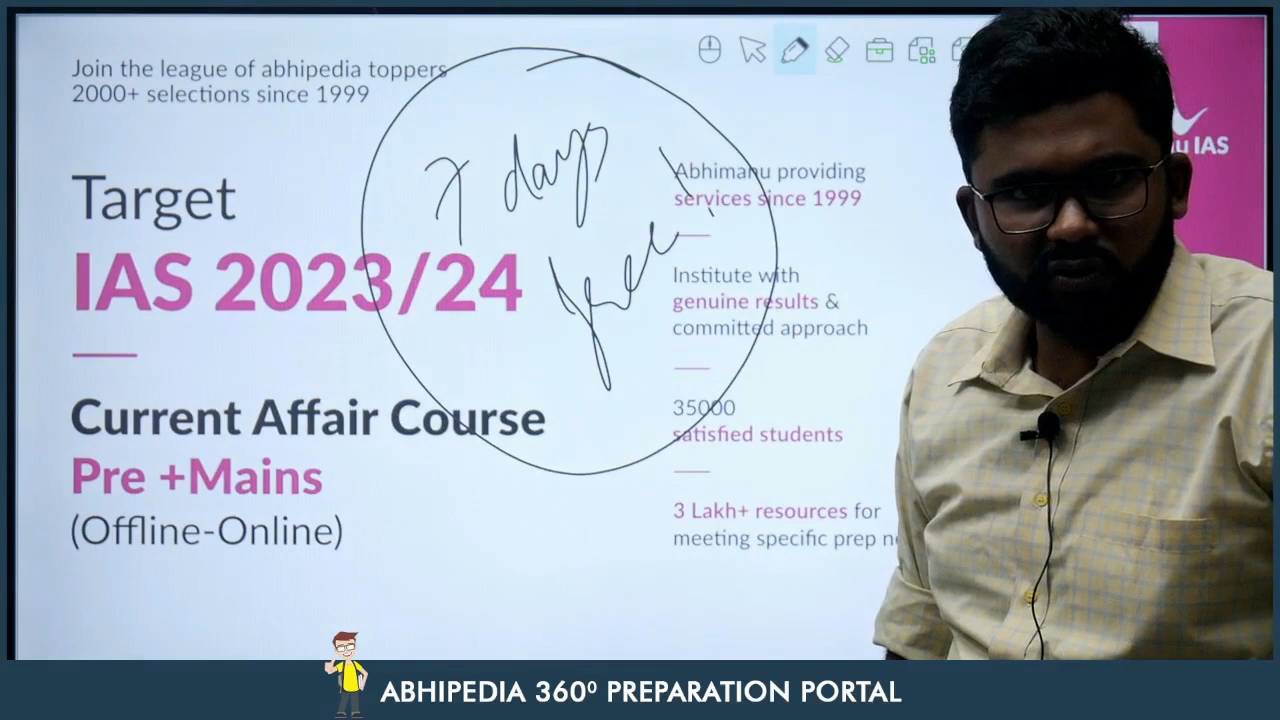 Join the league of abhipedia toppers
2000+ selections since 1999
Target
IAS 2023/24
Current Affair Course
Pre +Mains
(Offline-Online)
7 days
free
Abhimanu providing
services since 1999
Institute with
genuine results &
committed approach
35000
satisfied students
3 Lakh+ resources for
meeting specific prep
IAS
ABHIPEDIA 360⁰ PREPARATION PORTAL